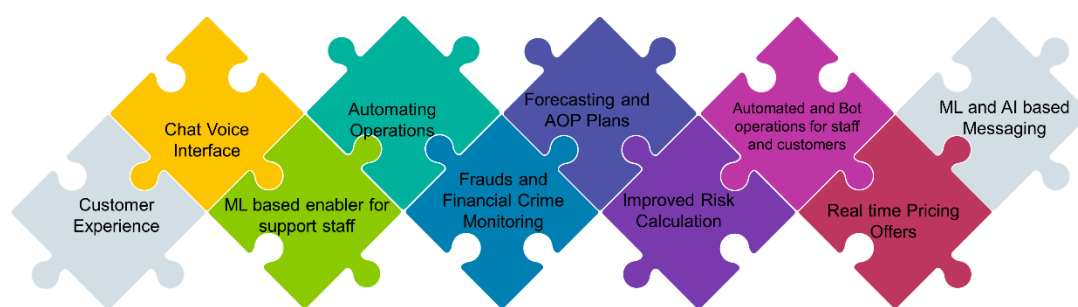 Customer
Experience
Chat Voice
Interface
ML based enabler for
support staff
Automating
Operations
Frauds and
Financial Crime
Monitoring
Forecasting and
AOP Plans
Improved Risk
Calculation
Automated and Bot
operations for staff
and customers
Real time Pricing
Offers
ML and AI based
Messaging